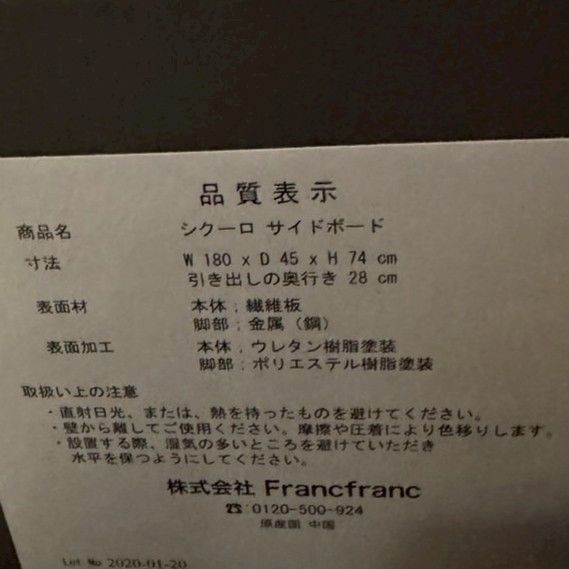 品質表示
商品名 シクーロ サイドボード
寸法 W 180 x D 45 x H 74 cm
引き出しの奥行き 28 cm
表面材 本体;繊維板
脚部;金属（鋼）
表面加工 本体;ウレタン樹脂塗装
脚部;ポリエステル樹脂塗装
取扱い上の注意
・直射日光、または、熱を持ったものを避けてください。
・壁から離してご使用ください。摩擦や圧着により色移りします。
・設置する際、湿気の多いところを避けていただき
水平を保つようにしてください。
株式会社 Francfranc
☎:0120-500-924
原産国 中国
Lot No 2020-01-20